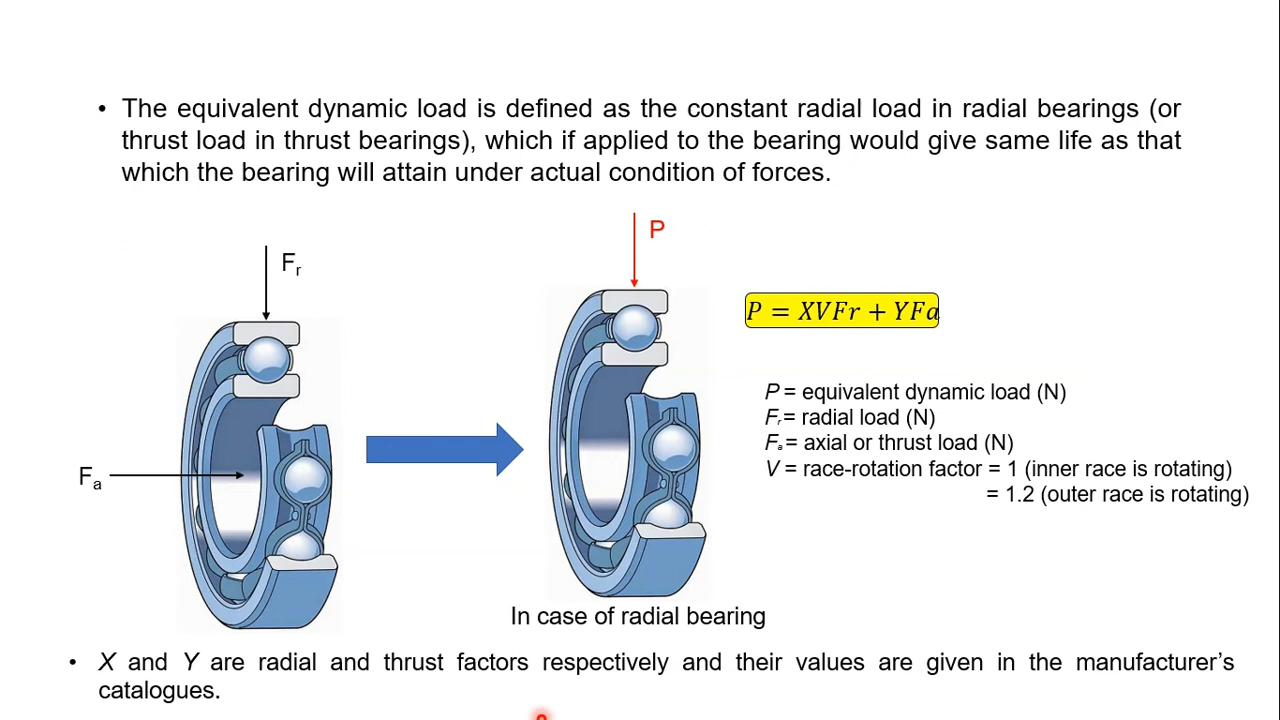 • The equivalent dynamic load is defined as the constant radial load in radial bearings (or
thrust load in thrust bearings), which if applied to the bearing would give same life as that
which the bearing will attain under actual condition of forces.
P
Fr
P = XVFr + YFa
P = equivalent dynamic load (N)
Fr = radial load (N)
Fa = axial or thrust load (N)
Fa
V = race-rotation factor = 1 (inner race is rotating)
= 1.2 (outer race is rotating)
In case of radial bearing
• X and Y are radial and thrust factors respectively and their values are given in the manufacturer’s
catalogues.